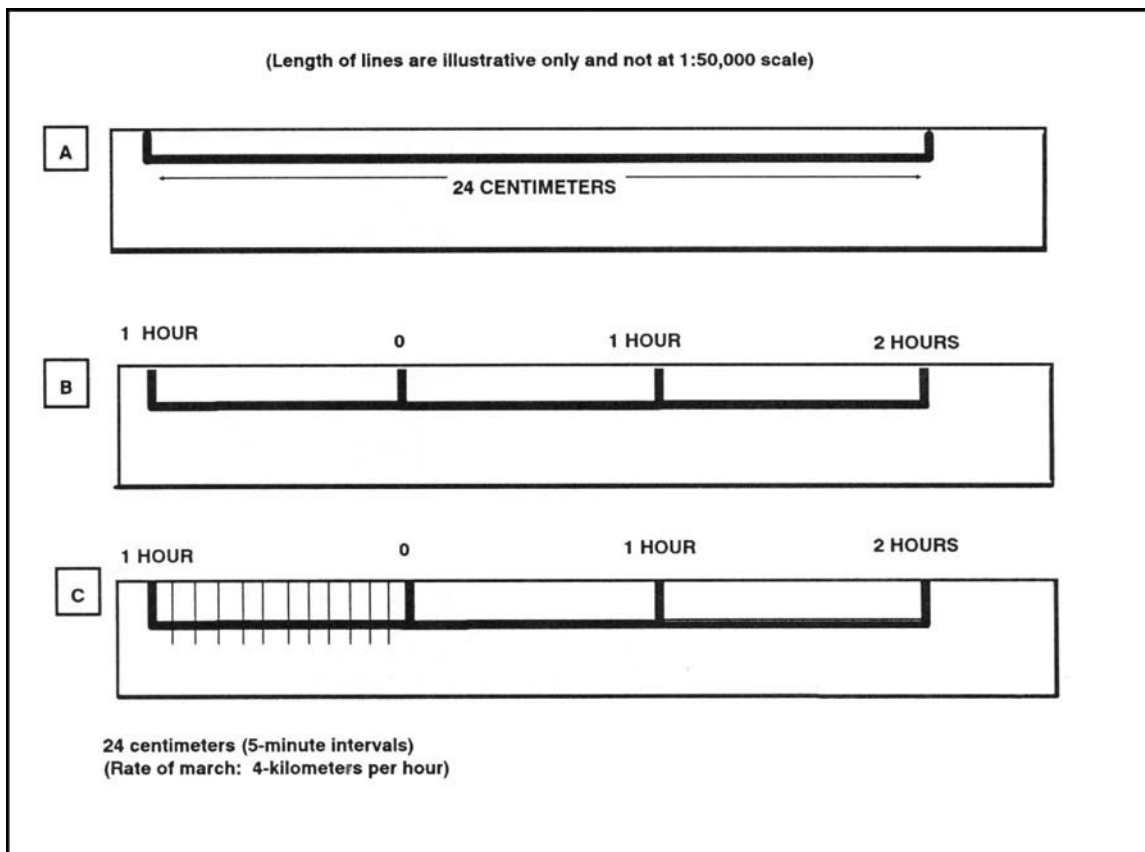 (Length of lines are illustrative only and not at 1:50,000 scale)
A
24 CENTIMETERS
1 HOUR
0
1 HOUR
2 HOURS
B
1 HOUR
0
1 HOUR
2 HOURS
C
24 centimeters (5-minute intervals)
(Rate of march: 4-kilometers per hour)